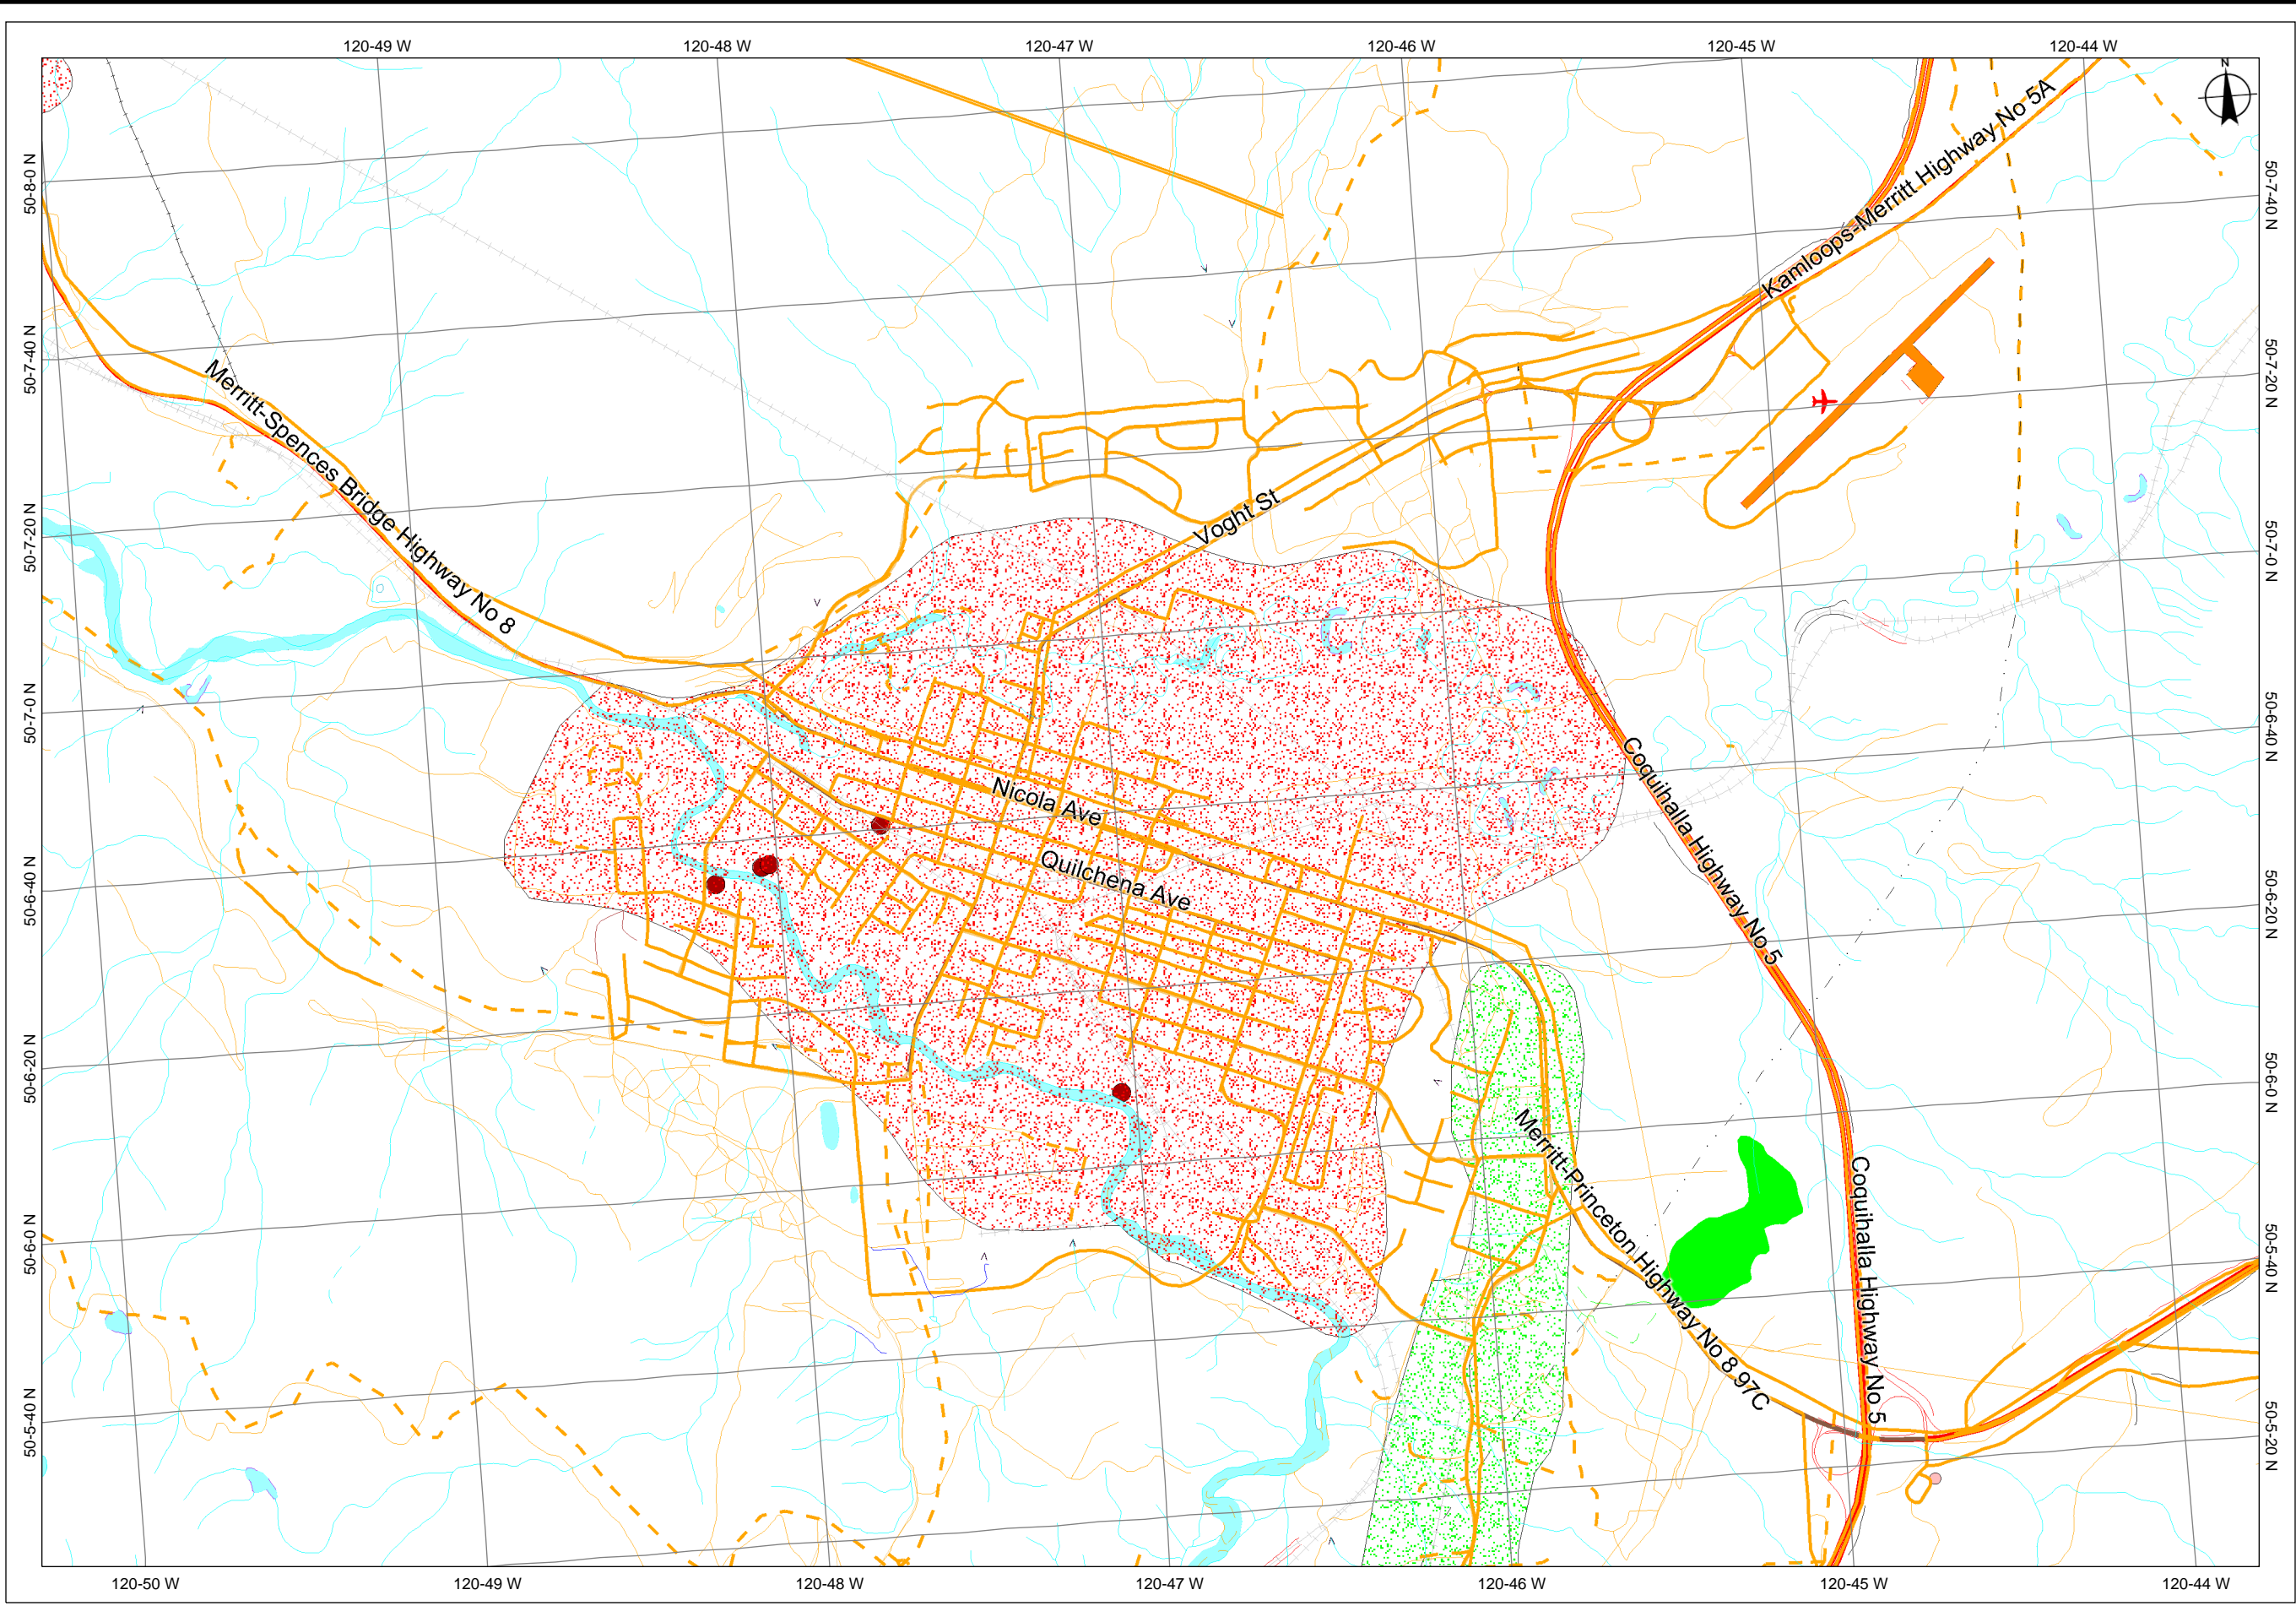 120-49 W
120-48 W
120-47 W
120-46 W
120-45 W
120-44 W
N
50-8-0 N
50-7-40 N
50-7-20 N
50-7-0 N
50-6-40 N
50-6-20 N
50-6-0 N
50-5-40 N
Kamloops-Merritt Highway No 5A
Merritt-Spences Bridge Highway No 8
Voght St
Nicola Ave
Quilchena Ave
Coquihalla Highway No 5
Merritt-Princeton Highway No 8 97C
Coquihalla Highway No 5
50-7-40 N
50-7-20 N
50-7-0 N
50-6-40 N
50-6-20 N
50-6-0 N
50-5-40 N
50-5-20 N
120-50 W
120-49 W
120-48 W
120-47 W
120-46 W
120-45 W
120-44 W